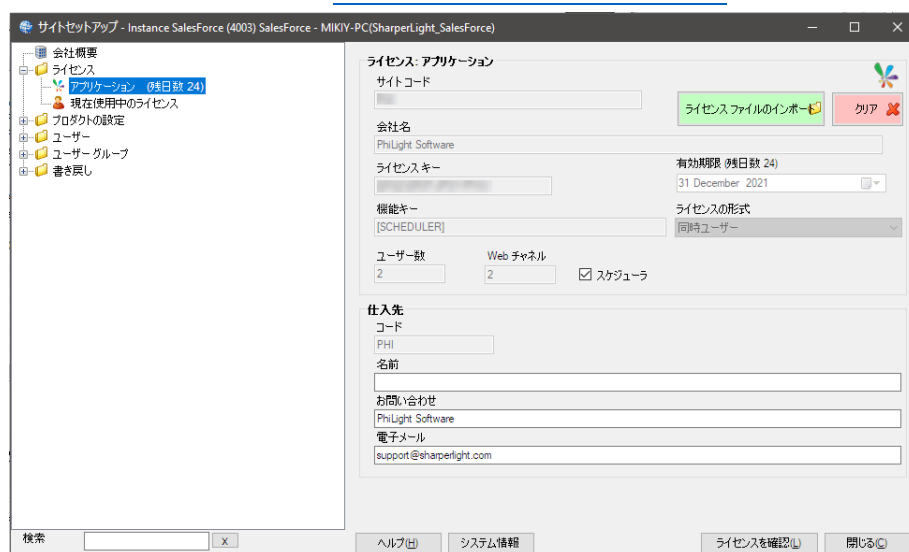 サイトセットアップ - Instance SalesForce (4003) SalesForce - MIKIY-PC(SharperLight_SalesForce)
会社概要
ライセンス
アプリケーション (残日数 24)
現在使用中のライセンス
プロダクトの設定
ユーザー
ユーザー グループ
書き戻し
検索
X
ライセンス: アプリケーション
サイトコード
ライセンス ファイルのインポート
クリア
会社名
PhiLight Software
ライセンス キー
有効期限 (残日数 24)
31 December 2021
機能キー
ライセンスの形式
[SCHEDULER]
同時ユーザー
ユーザー数
Web チャネル
2
2
スケジューラ
仕入先
コード
PHI
名前
お問い合わせ
PhiLight Software
電子メール
support@sharperlight.com
ヘルプ(H)
システム情報
ライセンスを確認(L)
閉じる(C)